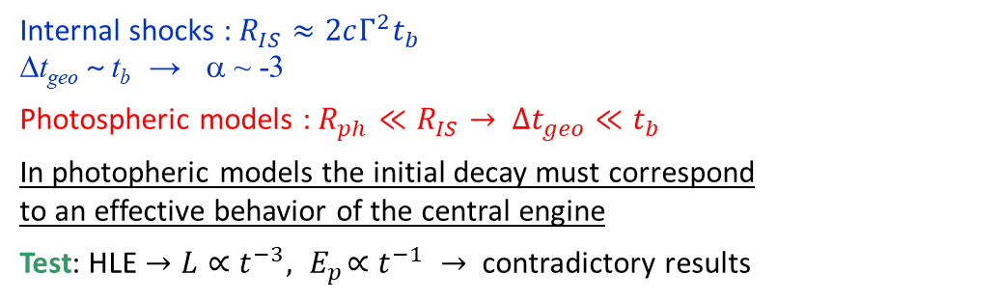 Internal shocks : R_IS ≈ 2cΓ²t_b
Δt_geo ~ t_b → α ~ -3
Photospheric models : R_ph ≪ R_IS → Δt_geo ≪ t_b
In photopheric models the initial decay must correspond
to an effective behavior of the central engine
Test: HLE → L ∝ t⁻³, E_p ∝ t⁻¹ → contradictory results